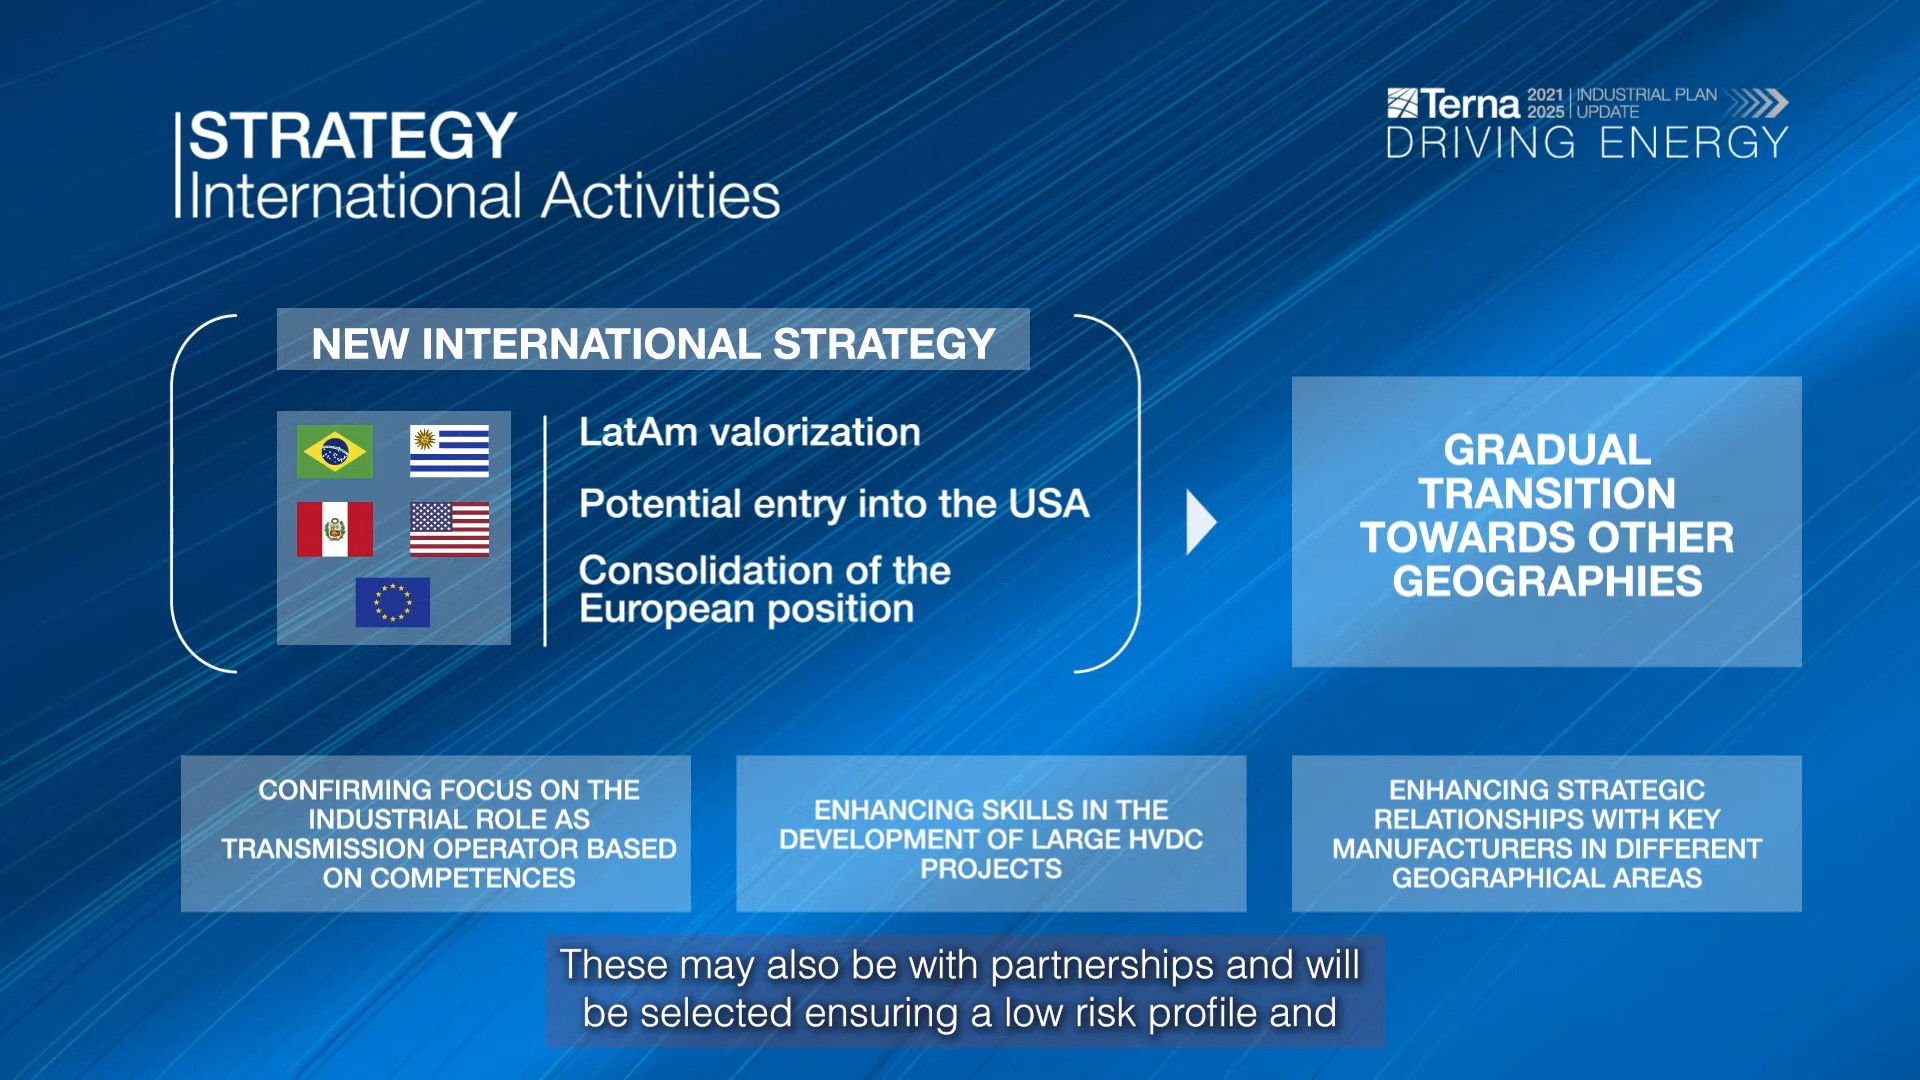 STRATEGY
International Activities
Terna 2021 2025 INDUSTRIAL PLAN UPDATE
DRIVING ENERGY
NEW INTERNATIONAL STRATEGY
LatAm valorization
Potential entry into the USA
Consolidation of the
European position
GRADUAL
TRANSITION
TOWARDS OTHER
GEOGRAPHIES
CONFIRMING FOCUS ON THE
INDUSTRIAL ROLE AS
TRANSMISSION OPERATOR BASED
ON COMPETENCES
ENHANCING SKILLS IN THE
DEVELOPMENT OF LARGE HVDC
PROJECTS
ENHANCING STRATEGIC
RELATIONSHIPS WITH KEY
MANUFACTURERS IN DIFFERENT
GEOGRAPHICAL AREAS
These may also be with partnerships and will
be selected ensuring a low risk profile and